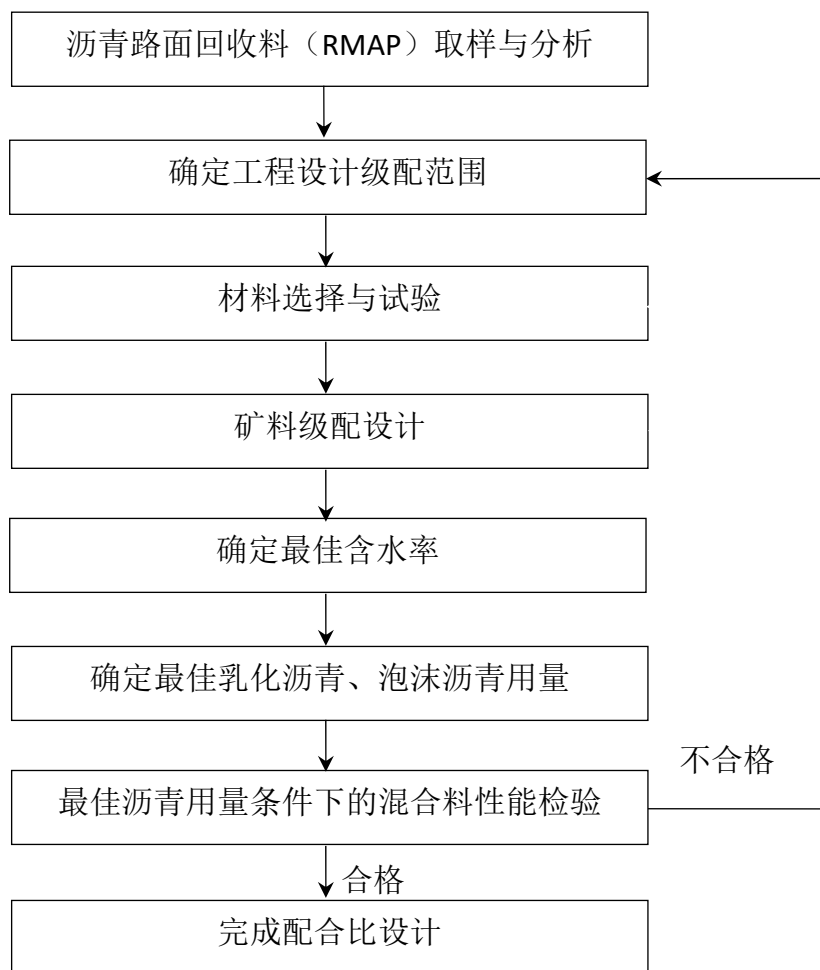 沥青路面回收料（RMAP）取样与分析
确定工程设计级配范围
材料选择与试验
矿料级配设计
确定最佳含水率
确定最佳乳化沥青、泡沫沥青用量
不合格
最佳沥青用量条件下的混合料性能检验
合格
完成配合比设计